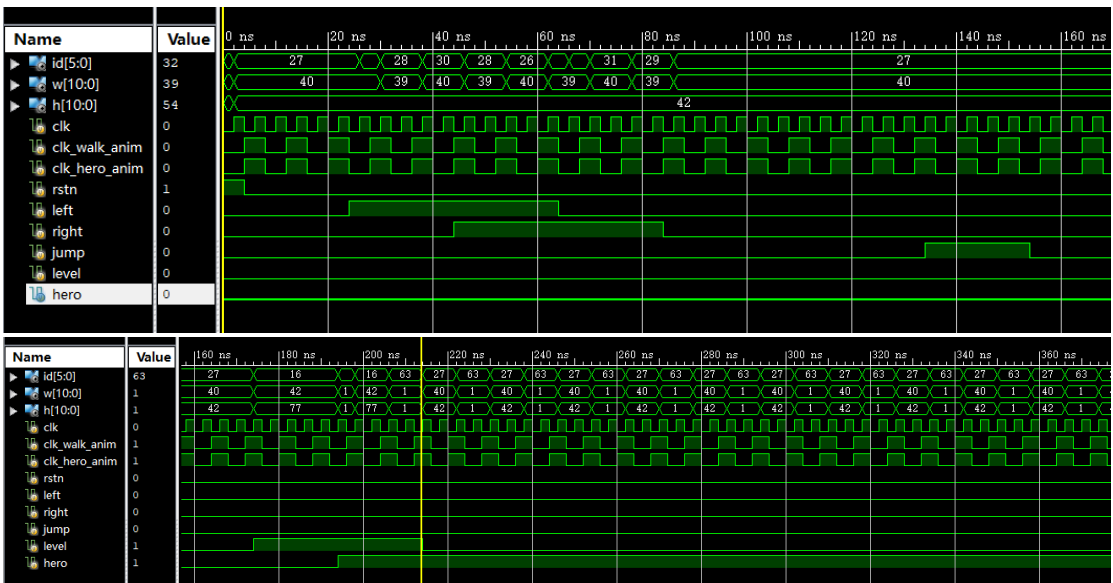 Name Value 0 ns 20 ns 40 ns 60 ns 80 ns 100 ns 120 ns 140 ns 160 ns
id[5:0] 32 27 28 30 28 26 31 29 27
w[10:0] 39 40 39 40 39 40 39 40 39 40
h[10:0] 54 42
clk 0
clk_walk_anim 0
clk_hero_anim 0
rstn 1
left 0
right 0
jump 0
level 0
hero 0
Name Value 160 ns 180 ns 200 ns 220 ns 240 ns 260 ns 280 ns 300 ns 320 ns 340 ns 360 ns
id[5:0] 63 27 16 16 63 27 63 27 63 27 63 27 63 27 63 27 63 27 63 27 63 27 63
w[10:0] 1 40 42 1 42 1 40 1 40 1 40 1 40 1 40 1 40 1 40 1 40 1 40 1
h[10:0] 1 42 77 1 77 1 42 1 42 1 42 1 42 1 42 1 42 1 42 1 42 1 42 1
clk 0
clk_walk_anim 1
clk_hero_anim 1
rstn 0
left 0
right 0
jump 0
level 1
hero 1